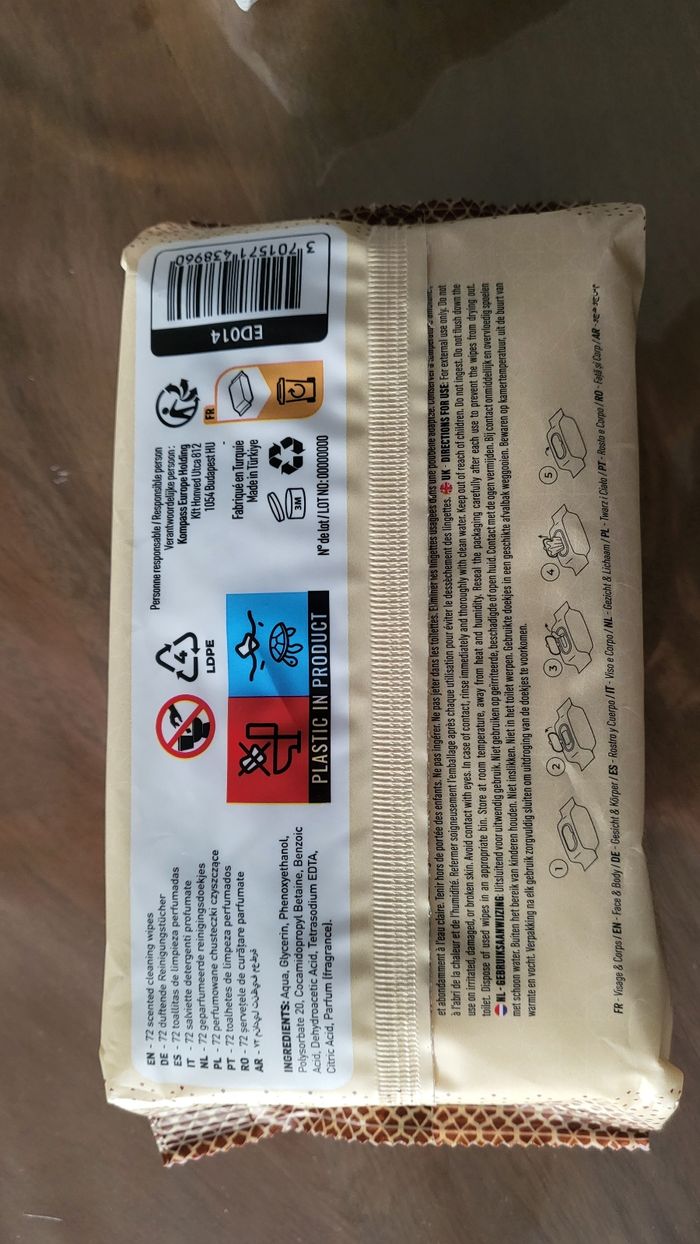 EN - 72 scented cleaning wipes
DE - 72 duftende Reinigungstücher
ES - 72 toallitas de limpieza perfumadas
IT - 72 salviette detergenti profumate
NL - 72 geparfumeerde reinigingsdoekjes
PL - 72 perfumowane chusteczki czyszczące
PT - 72 toalhetes de limpeza perfumados
RO - 72 șervețele de curățare parfumate
AR - ٧٢
INGREDIENTS: Aqua, Glycerin, Phenoxyethanol,
Polysorbate 20, Cocamidopropyl Betaine, Benzoic
Acid, Dehydroacetic Acid, Tetrasodium EDTA,
Citric Acid, Parfum (fragrance).
4
LDPE
PLASTIC IN PRODUCT
Personne responsable / Responsible person
Verantwoordelijke persoon :
Kompass Europe Holding
Kft Honved Utca 812
1054 Budapest HU
Fabriqué en Turquie -
Made in Türkiye
3M
N° de lot / LOT NO: 00000000
FR
ED014
3 701571 438960
et abondamment à l'eau claire. Tenir hors de portée des enfants. Ne pas ingérer. Ne pas jeter dans les toilettes. Éliminer les lingettes usagées dans une poubelle adaptée. Conserver à température ambiante,
à l'abri de la chaleur et de l'humidité. Refermer soigneusement l'emballage après chaque utilisation pour éviter le dessèchement des lingettes. UK - DIRECTIONS FOR USE: For external use only. Do not
use on irritated, damaged, or broken skin. Avoid contact with eyes. In case of contact, rinse immediately and thoroughly with clean water. Keep out of reach of children. Do not ingest. Do not flush down the
toilet. Dispose of used wipes in an appropriate bin. Store at room temperature, away from heat and humidity. Reseal the packaging carefully after each use to prevent the wipes from drying out.
NL - GEBRUIKSAANWIJZING: Uitsluitend voor uitwendig gebruik. Niet gebruiken op geïrriteerde, beschadigde of open huid. Contact met de ogen vermijden. Bij contact onmiddellijk en overvloedig spoelen
met schoon water. Buiten het bereik van kinderen houden. Niet inslikken. Niet in het toilet werpen. Gebruikte doekjes in een geschikte afvalbak weggooien. Bewaren op kamertemperatuur, uit de buurt van
warmte en vocht. Verpakking na elk gebruik zorgvuldig sluiten om uitdroging van de doekjes te voorkomen.
1
2
3
4
5
FR - Visage & Corps / EN - Face & Body / DE - Gesicht & Körper / ES - Rostro y Cuerpo / IT - Viso e Corpo / NL - Gezicht & Lichaam / PL - Twarz i Ciało / PT - Rosto e Corpo / RO - Față și Corp / AR -